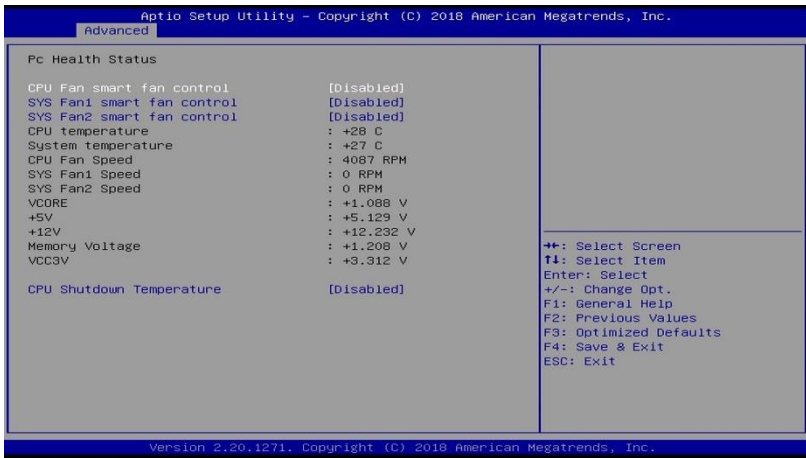 Aptio Setup Utility – Copyright (C) 2018 American Megatrends, Inc.
Advanced
Pc Health Status
CPU Fan smart fan control [Disabled]
SYS Fan1 smart fan control [Disabled]
SYS Fan2 smart fan control [Disabled]
CPU temperature : +28 C
System temperature : +27 C
CPU Fan Speed : 4087 RPM
SYS Fan1 Speed : 0 RPM
SYS Fan2 Speed : 0 RPM
VCORE : +1.088 V
+5V : +5.129 V
+12V : +12.232 V
Memory Voltage : +1.208 V
VCC3V : +3.312 V
CPU Shutdown Temperature [Disabled]
→←: Select Screen
↑↓: Select Item
Enter: Select
+/-: Change Opt.
F1: General Help
F2: Previous Values
F3: Optimized Defaults
F4: Save & Exit
ESC: Exit
Version 2.20.1271. Copyright (C) 2018 American Megatrends, Inc.